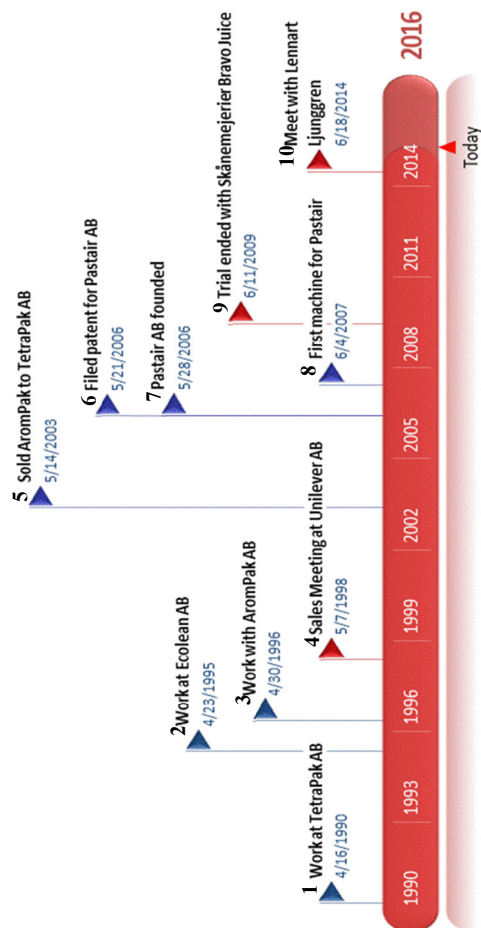 1 Work at TetraPak AB
4/16/1990
2 Work at Ecolean AB
4/23/1995
3 Work with AromPak AB
4/30/1996
4 Sales Meeting at Unilever AB
5/7/1998
5 Sold AromPak to TetraPak AB
5/14/2003
6 Filed patent for Pastair AB
5/21/2006
7 Pastair AB founded
5/28/2006
8 First machine for Pastair
6/4/2007
9 Trial ended with Skånemejerier Bravo Juice
6/11/2009
10 Meet with Lennart
Ljunggren
6/18/2014
1990 1993 1996 1999 2002 2005 2008 2011 2014 2016
Today